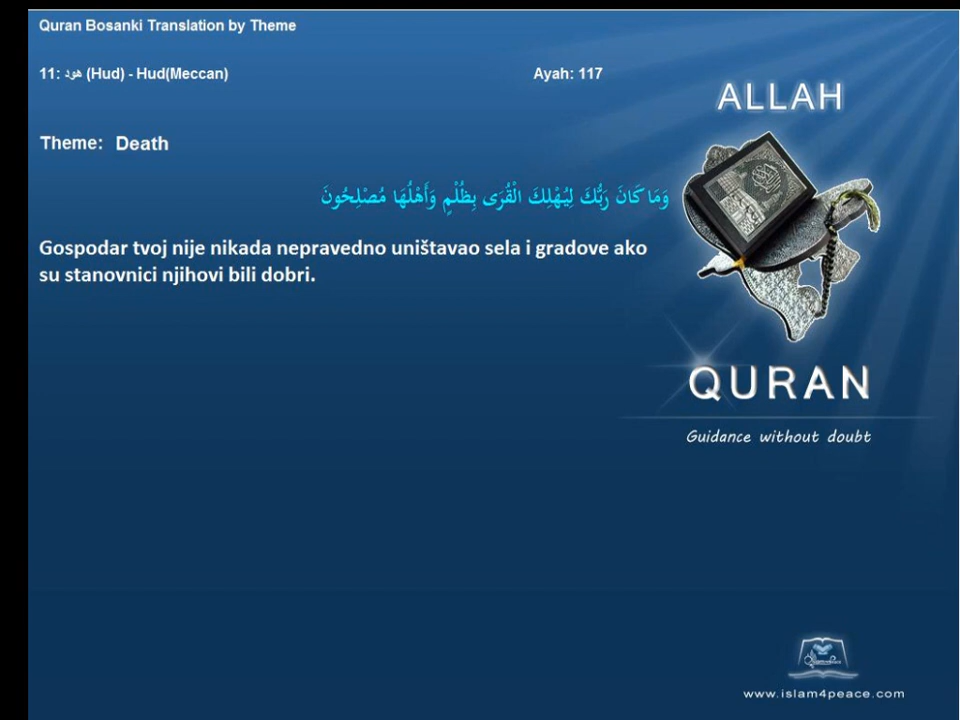 Quran Bosanki Translation by Theme
11: هود (Hud) - Hud(Meccan) Ayah: 117
ALLAH
Theme: Death
وَمَا كَانَ رَبُّكَ لِيُهْلِكَ الْقُرَى بِظُلْمٍ وَأَهْلُهَا مُصْلِحُونَ
Gospodar tvoj nije nikada nepravedno uništavao sela i gradove ako
su stanovnici njihovi bili dobri.
QURAN
Guidance without doubt
www.islam4peace.com